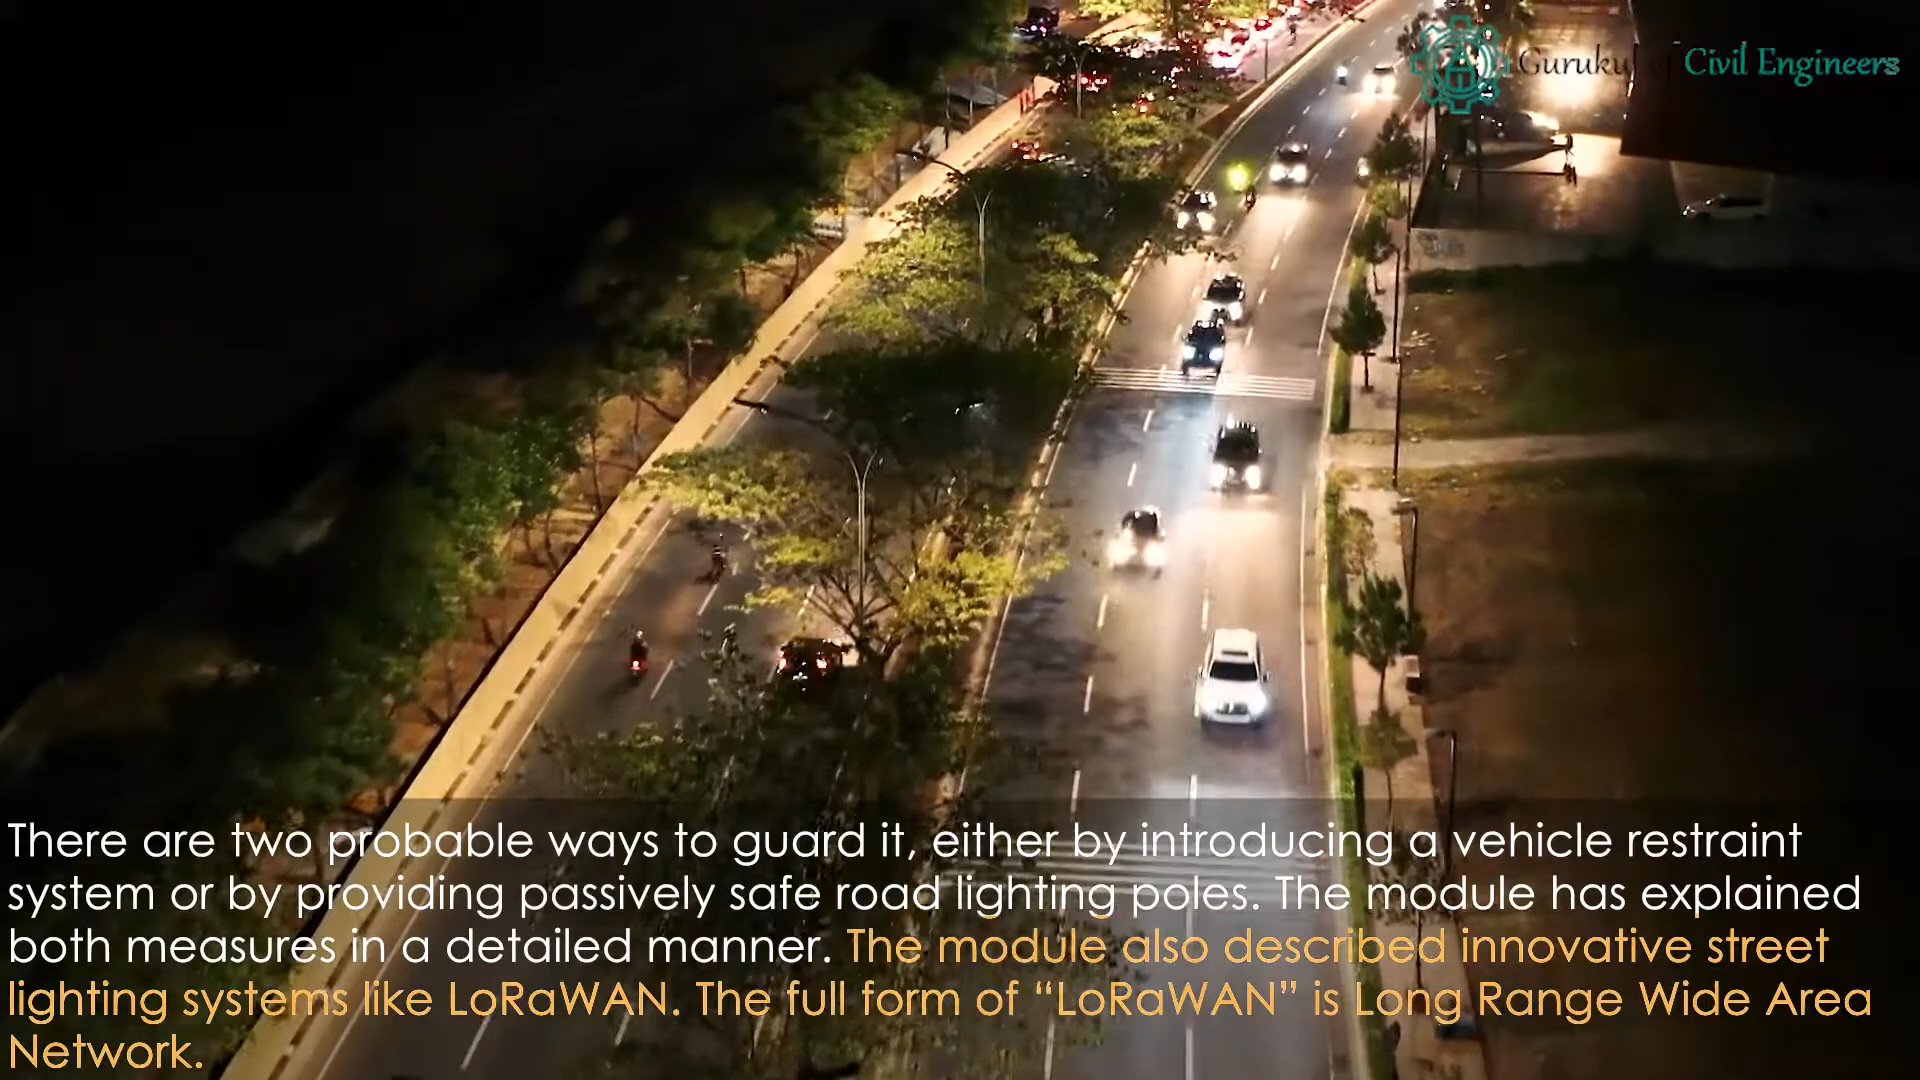 Gurukul of Civil Engineers
There are two probable ways to guard it, either by introducing a vehicle restraint
system or by providing passively safe road lighting poles. The module has explained
both measures in a detailed manner. The module also described innovative street
lighting systems like LoRaWAN. The full form of “LoRaWAN” is Long Range Wide Area
Network.